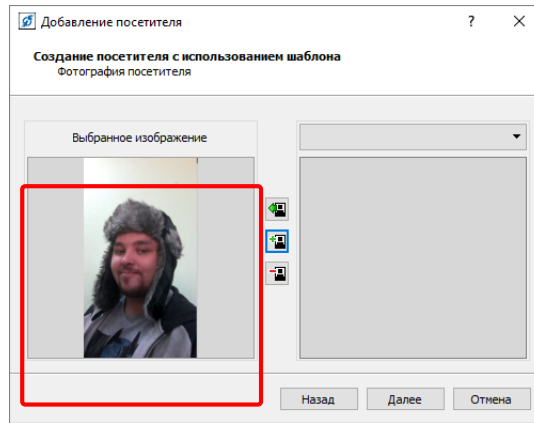 Добавление посетителя
Создание посетителя с использованием шаблона
Фотография посетителя
Выбранное изображение
Назад Далее Отмена